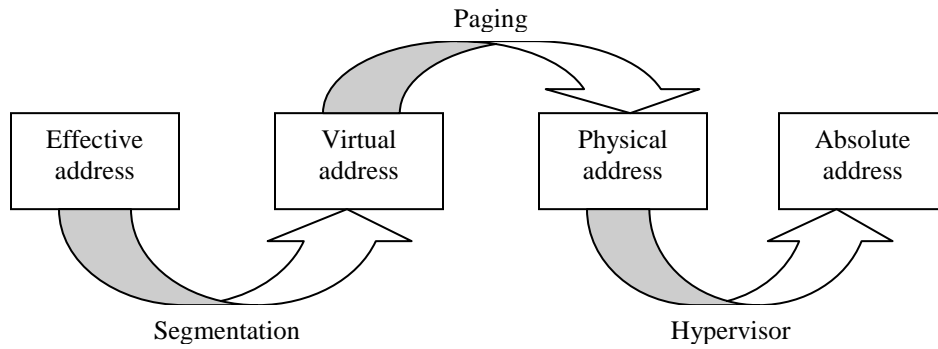 Paging
Effective
address
Virtual
address
Physical
address
Absolute
address
Segmentation
Hypervisor